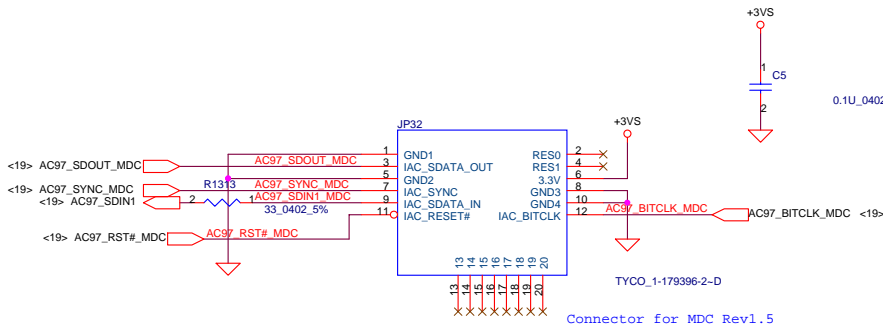 +3VS
1
C5
2
0.1U_0402
JP32
+3VS
<19> AC97_SDOUT_MDC
AC97_SDOUT_MDC
1 GND1
3 IAC_SDATA_OUT
5 GND2
7 IAC_SYNC
9 IAC_SDATA_IN
11 IAC_RESET#
RES0 2
RES1 4
3.3V 6
GND3 8
GND4 10
IAC_BITCLK 12
<19> AC97_SYNC_MDC
AC97_SYNC_MDC
R1313
<19> AC97_SDIN1
2
1
AC97_SDIN1_MDC
33_0402_5%
<19> AC97_RST#_MDC
AC97_RST#_MDC
AC97_BITCLK_MDC
AC97_BITCLK_MDC <19>
13 14 15 16 17 18 19 20
13 14 15 16 17 18 19 20
TYCO_1-179396-2~D
Connector for MDC Rev1.5